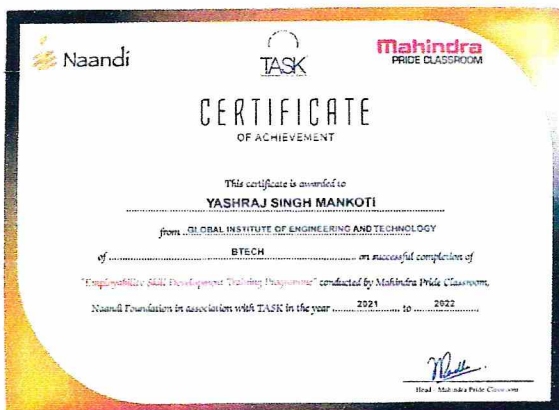 Naandi
TASK
Mahindra
PRIDE CLASSROOM
CERTIFICATE
OF ACHIEVEMENT
This certificate is awarded to
YASHRAJ SINGH MANKOTI
from GLOBAL INSTITUTE OF ENGINEERING AND TECHNOLOGY
of BTECH on successful completion of
"Employability Skill Development Training Programme" conducted by Mahindra Pride Classroom,
Naandi Foundation in association with TASK in the year 2021 to 2022
Head - Mahindra Pride Classroom